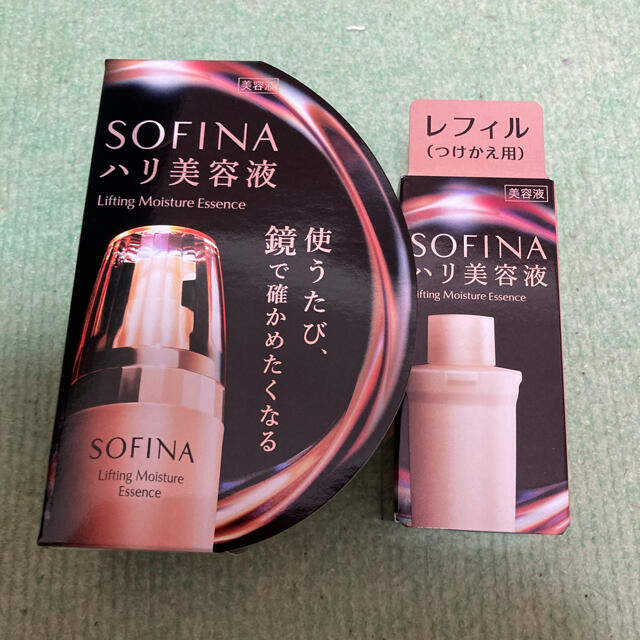 美容液
SOFINA
ハリ美容液
Lifting Moisture Essence
使うたび、
鏡で確かめたくなる
SOFINA
Lifting Moisture
Essence
レフィル
(つけかえ用)
美容液
SOFINA
ハリ美容液
ifting Moisture Essence